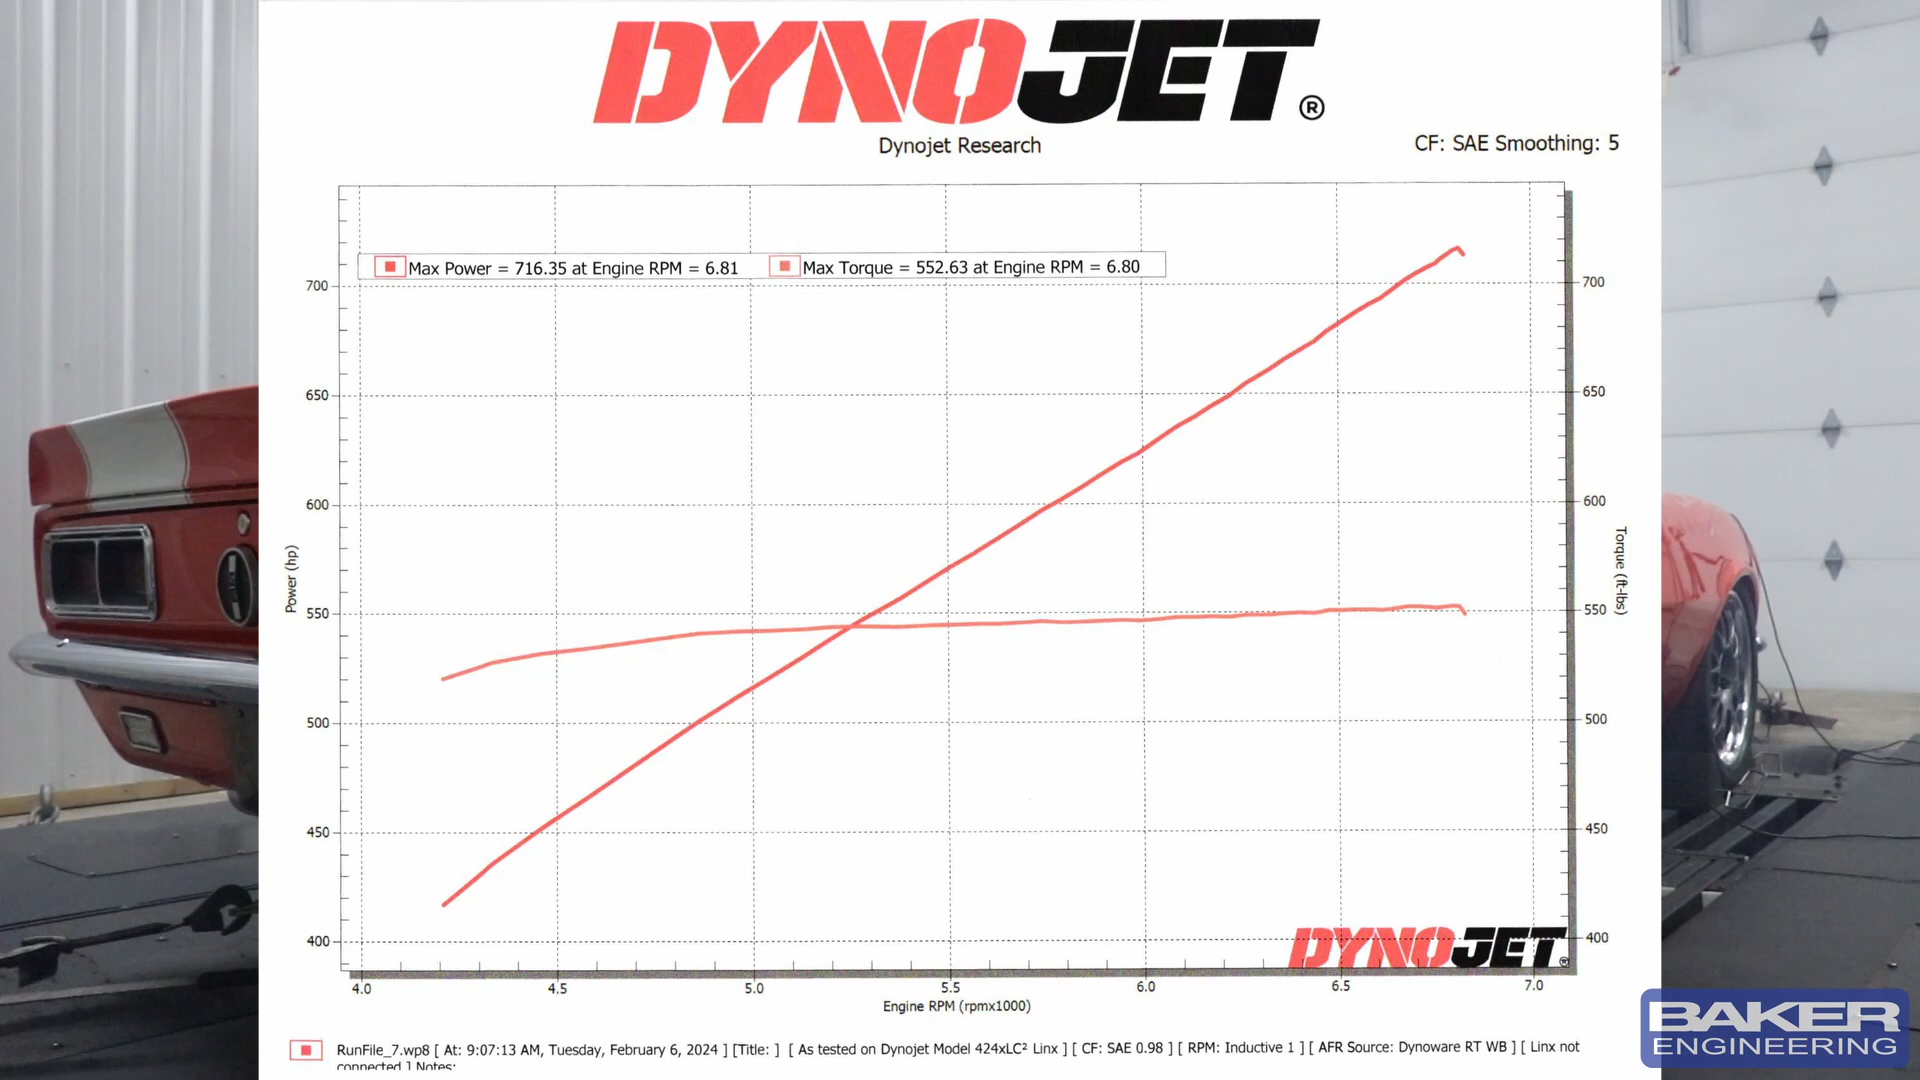 DYNOJET®
Dynojet Research
CF: SAE Smoothing: 5
Max Power = 716.35 at Engine RPM = 6.81
Max Torque = 552.63 at Engine RPM = 6.80
700
650
600
550
500
450
400
Power (hp)
700
650
600
550
500
450
400
Torque (ft-lbs)
DYNOJET®
4.0 4.5 5.0 5.5 6.0 6.5 7.0
Engine RPM (rpmx1000)
RunFile_7.wp8 [ At: 9:07:13 AM, Tuesday, February 6, 2024 ] [Title: ] [ As tested on Dynojet Model 424xLC² Linx ] [ CF: SAE 0.98 ] [ RPM: Inductive 1 ] [ AFR Source: Dynoware RT WB ] [ Linx not
connected ] Notes:
BAKER
ENGINEERING